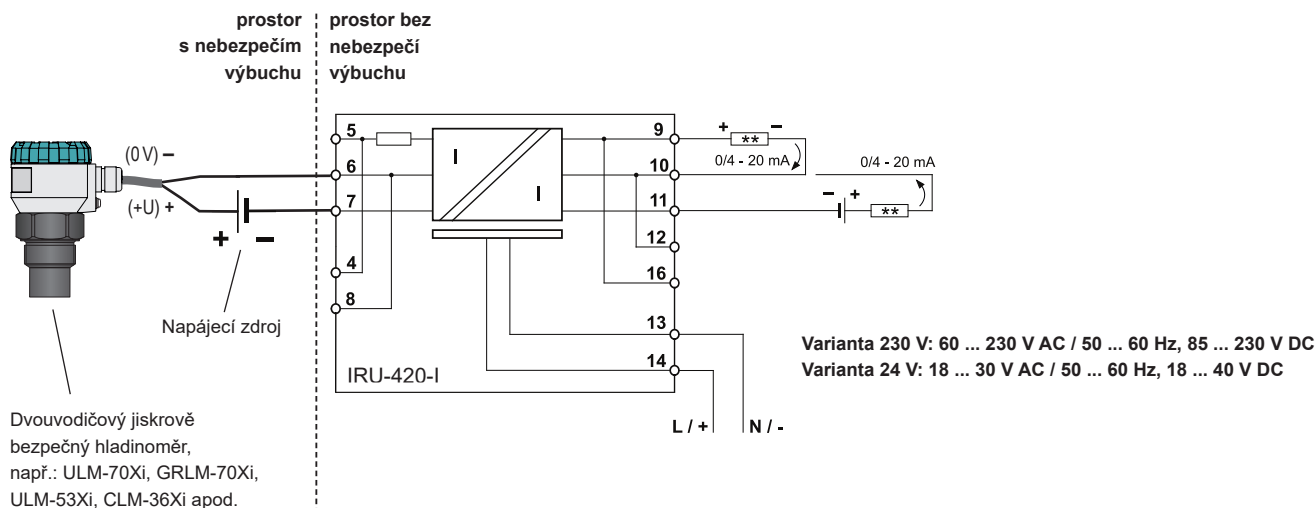 prostor
s nebezpečím
výbuchu
prostor bez
nebezpečí
výbuchu
(0V) –
(+U) +
+ –
Napájecí zdroj
Dvouvodičový jiskrově
bezpečný hladinoměr,
např.: ULM-70Xi, GRLM-70Xi,
ULM-53Xi, CLM-36Xi apod.
5
6
7
4
8
I
I
IRU-420-I
9
10
11
12
16
13
14
+ ** –
0/4 - 20 mA
0/4 - 20 mA
– + **
L / +
N / -
Varianta 230 V: 60 ... 230 V AC / 50 ... 60 Hz, 85 ... 230 V DC
Varianta 24 V: 18 ... 30 V AC / 50 ... 60 Hz, 18 ... 40 V DC